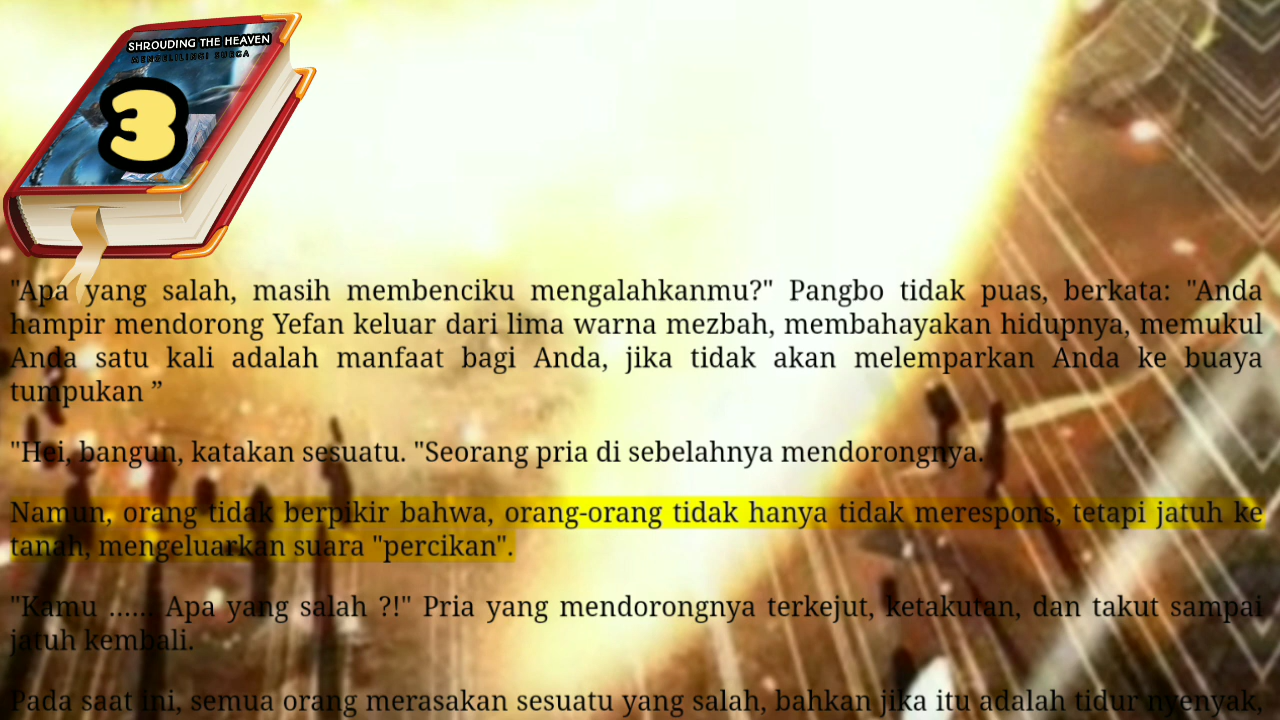 SHROUDING THE HEAVEN
MENGELILINGI SURGA
3
"Apa yang salah, masih membenciku mengalahkanmu?" Pangbo tidak puas, berkata: "Anda
hampir mendorong Yefan keluar dari lima warna mezbah, membahayakan hidupnya, memukul
Anda satu kali adalah manfaat bagi Anda, jika tidak akan melemparkan Anda ke buaya
tumpukan ”
"Hei, bangun, katakan sesuatu. "Seorang pria di sebelahnya mendorongnya.
Namun, orang tidak berpikir bahwa, orang-orang tidak hanya tidak merespons, tetapi jatuh ke
tanah, mengeluarkan suara "percikan".
"Kamu ...... Apa yang salah ?!" Pria yang mendorongnya terkejut, ketakutan, dan takut sampai
jatuh kembali.
Pada saat ini, semua orang merasakan sesuatu yang salah, bahkan jika itu adalah tidur nyenyak,